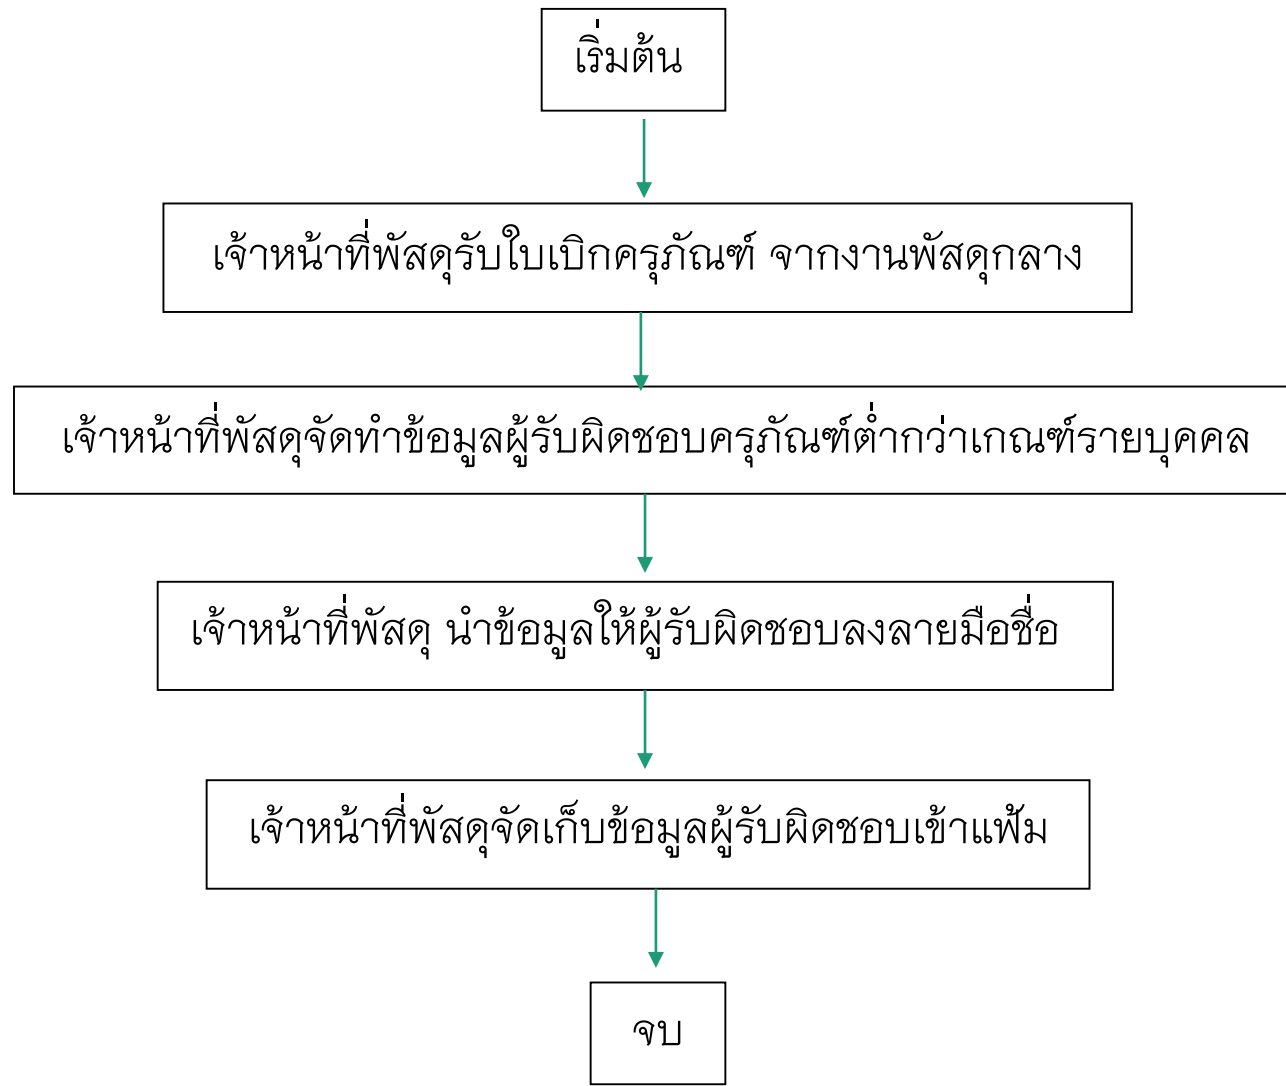 เริ่มต้น
เจ้าหน้าที่พัสดุรับใบเบิกครุภัณฑ์ จากงานพัสดุกลาง
เจ้าหน้าที่พัสดุจัดทำข้อมูลผู้รับผิดชอบครุภัณฑ์ต่ำกว่าเกณฑ์รายบุคคล
เจ้าหน้าที่พัสดุ นำข้อมูลให้ผู้รับผิดชอบลงลายมือชื่อ
เจ้าหน้าที่พัสดุจัดเก็บข้อมูลผู้รับผิดชอบเข้าแฟ้ม
จบ